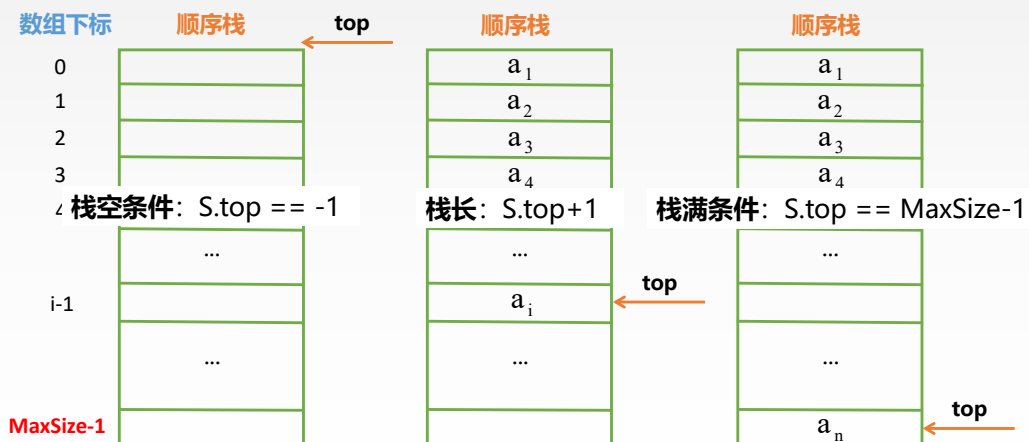 数组下标 顺序栈 top 顺序栈 顺序栈
0 a1 a1
1 a2 a2
2 a3 a3
3 a4 a4
栈空条件：S.top == -1 栈长：S.top+1 栈满条件：S.top == MaxSize-1
... ... ...
i-1 ai top
... ... ...
MaxSize-1 an top